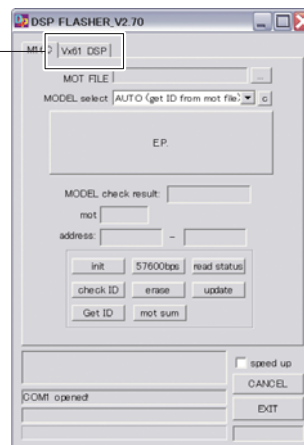 DSP FLASHER_V2.70
Vx61 DSP
MOT FILE ...
MODEL select AUTO (get ID from mot file) c
E.P.
MODEL check result:
mot
address: –
init 57600bps read status
check ID erase update
Get ID mot sum
speed up
CANCEL
COM1 opened!
EXIT